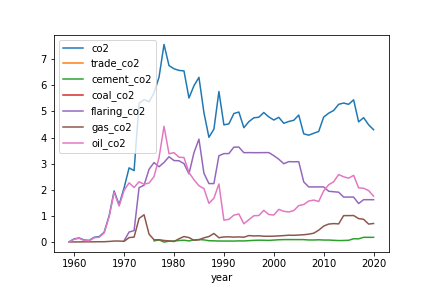 co2
trade_co2
cement_co2
coal_co2
flaring_co2
gas_co2
oil_co2
7
6
5
4
3
2
1
0
1960 1970 1980 1990 2000 2010 2020
year